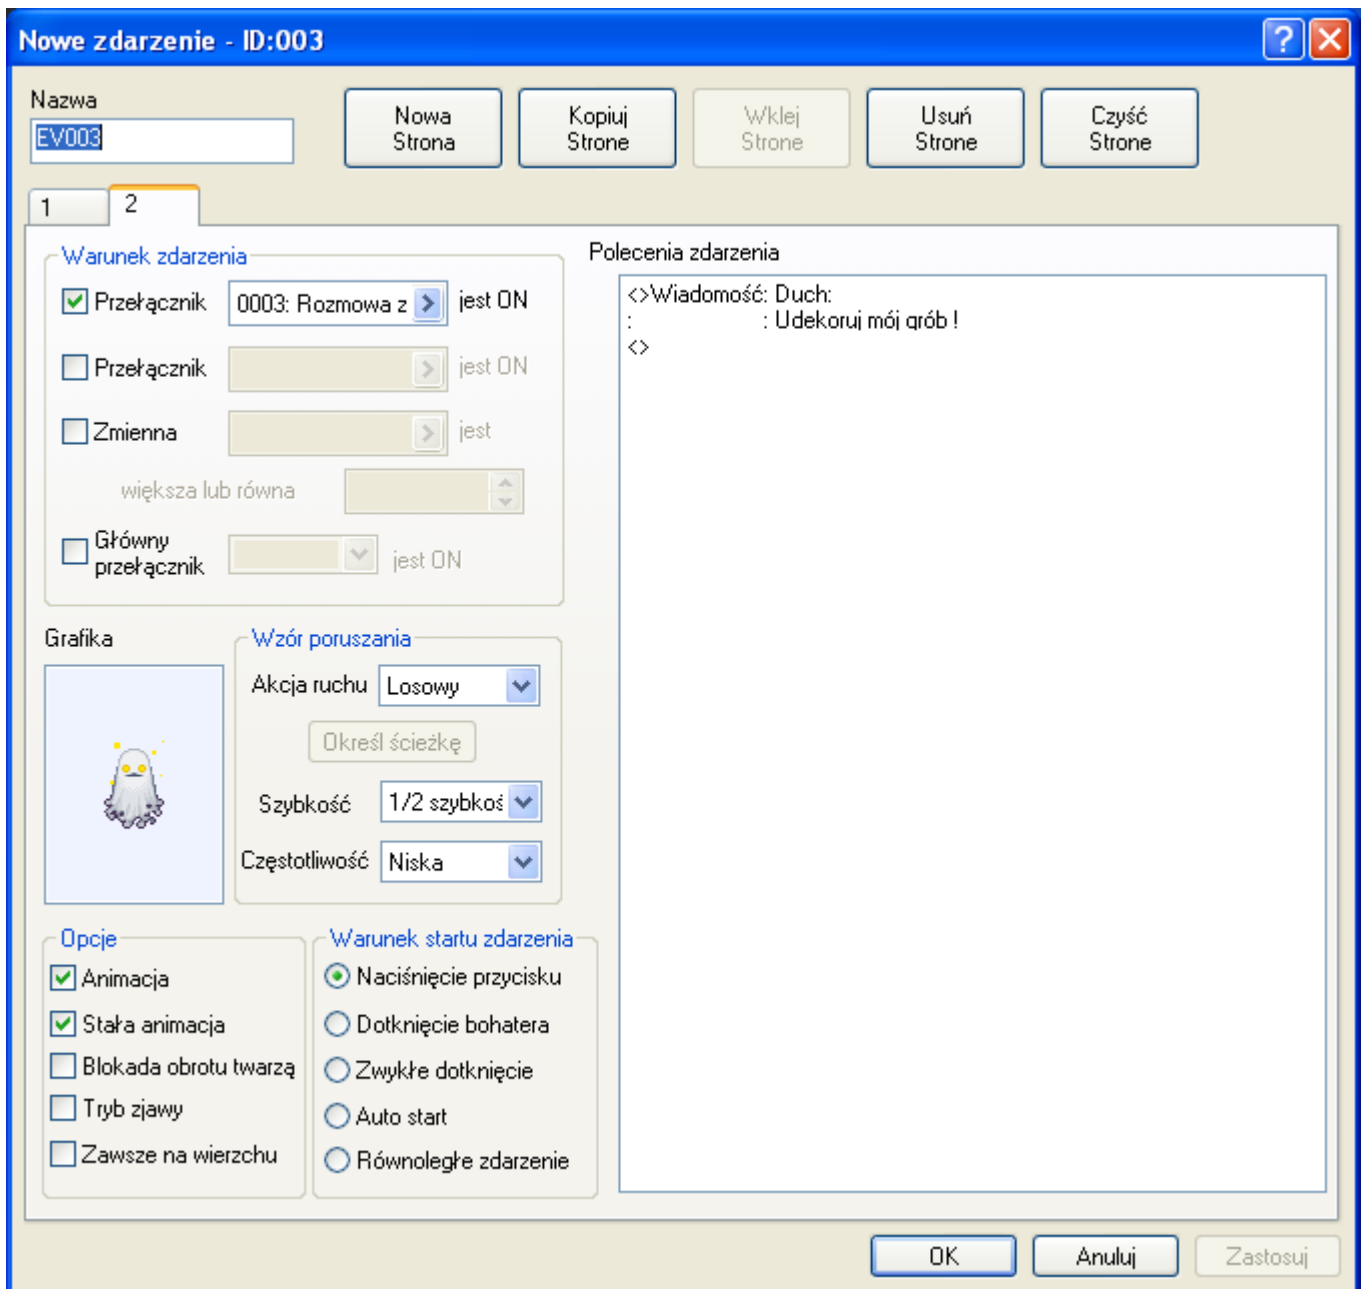 Nowe zdarzenie - ID:003
Nazwa
EV003
Nowa
Strona
Kopiuj
Strone
Wklej
Strone
Usuń
Strone
Czyść
Strone
1
2
Warunek zdarzenia
Przełącznik
0003: Rozmowa z
jest ON
Przełącznik
jest ON
Zmienna
jest
większa lub równa
Główny
przełącznik
jest ON
Polecenia zdarzenia
<>Wiadomość: Duch:
: : Udekoruj mój grób !
<>
Grafika
Wzór poruszania
Akcja ruchu
Losowy
Określ ścieżkę
Szybkość
1/2 szybkoś
Częstotliwość
Niska
Opcje
Animacja
Stała animacja
Blokada obrotu twarzą
Tryb zjawy
Zawsze na wierzchu
Warunek startu zdarzenia
Naciśnięcie przycisku
Dotknięcie bohatera
Zwykłe dotknięcie
Auto start
Równoległe zdarzenie
OK
Anuluj
Zastosuj